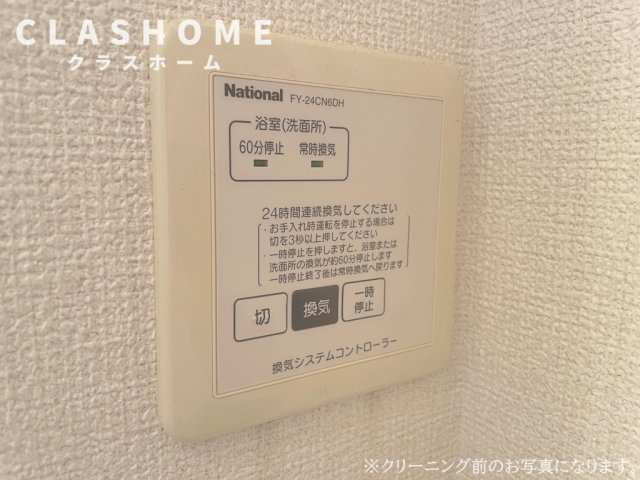 CLASHOME
クラスホーム
National FY-24CN6DH
浴室(洗面所)
60分停止 常時換気
24時間連続換気してください
・お手入れ時運転を停止する場合は
切を3秒以上押してください
・一時停止を押しますと、浴室または
洗面所の換気が約60分停止します
一時停止終了後は常時換気へ戻ります
切 換気 一時
停止
換気システムコントローラー
※クリーニング前のお写真になります。